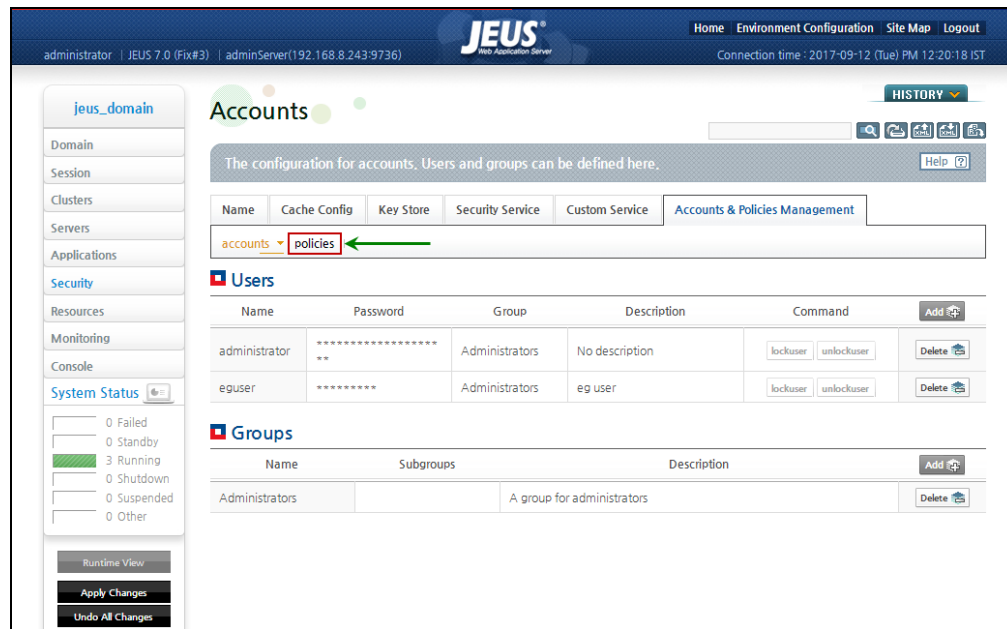 JEUS
Web Application Server
Home Environment Configuration Site Map Logout
administrator | JEUS 7.0 (Fix#3) | adminServer(192.168.8.243:9736)
Connection time : 2017-09-12 (Tue) PM 12:20:18 IST
jeus_domain
Domain
Session
Clusters
Servers
Applications
Security
Resources
Monitoring
Console
System Status
0 Failed
0 Standby
3 Running
0 Shutdown
0 Suspended
0 Other
Runtime View
Apply Changes
Undo All Changes
HISTORY
Accounts
XML XML
The configuration for accounts, Users and groups can be defined here,
Help ?
Name Cache Config Key Store Security Service Custom Service Accounts & Policies Management
accounts policies
Users
Name Password Group Description Command Add
administrator ****************** ** Administrators No description lockuser unlockuser Delete
eguser ********* Administrators eg user lockuser unlockuser Delete
Groups
Name Subgroups Description Add
Administrators A group for administrators Delete